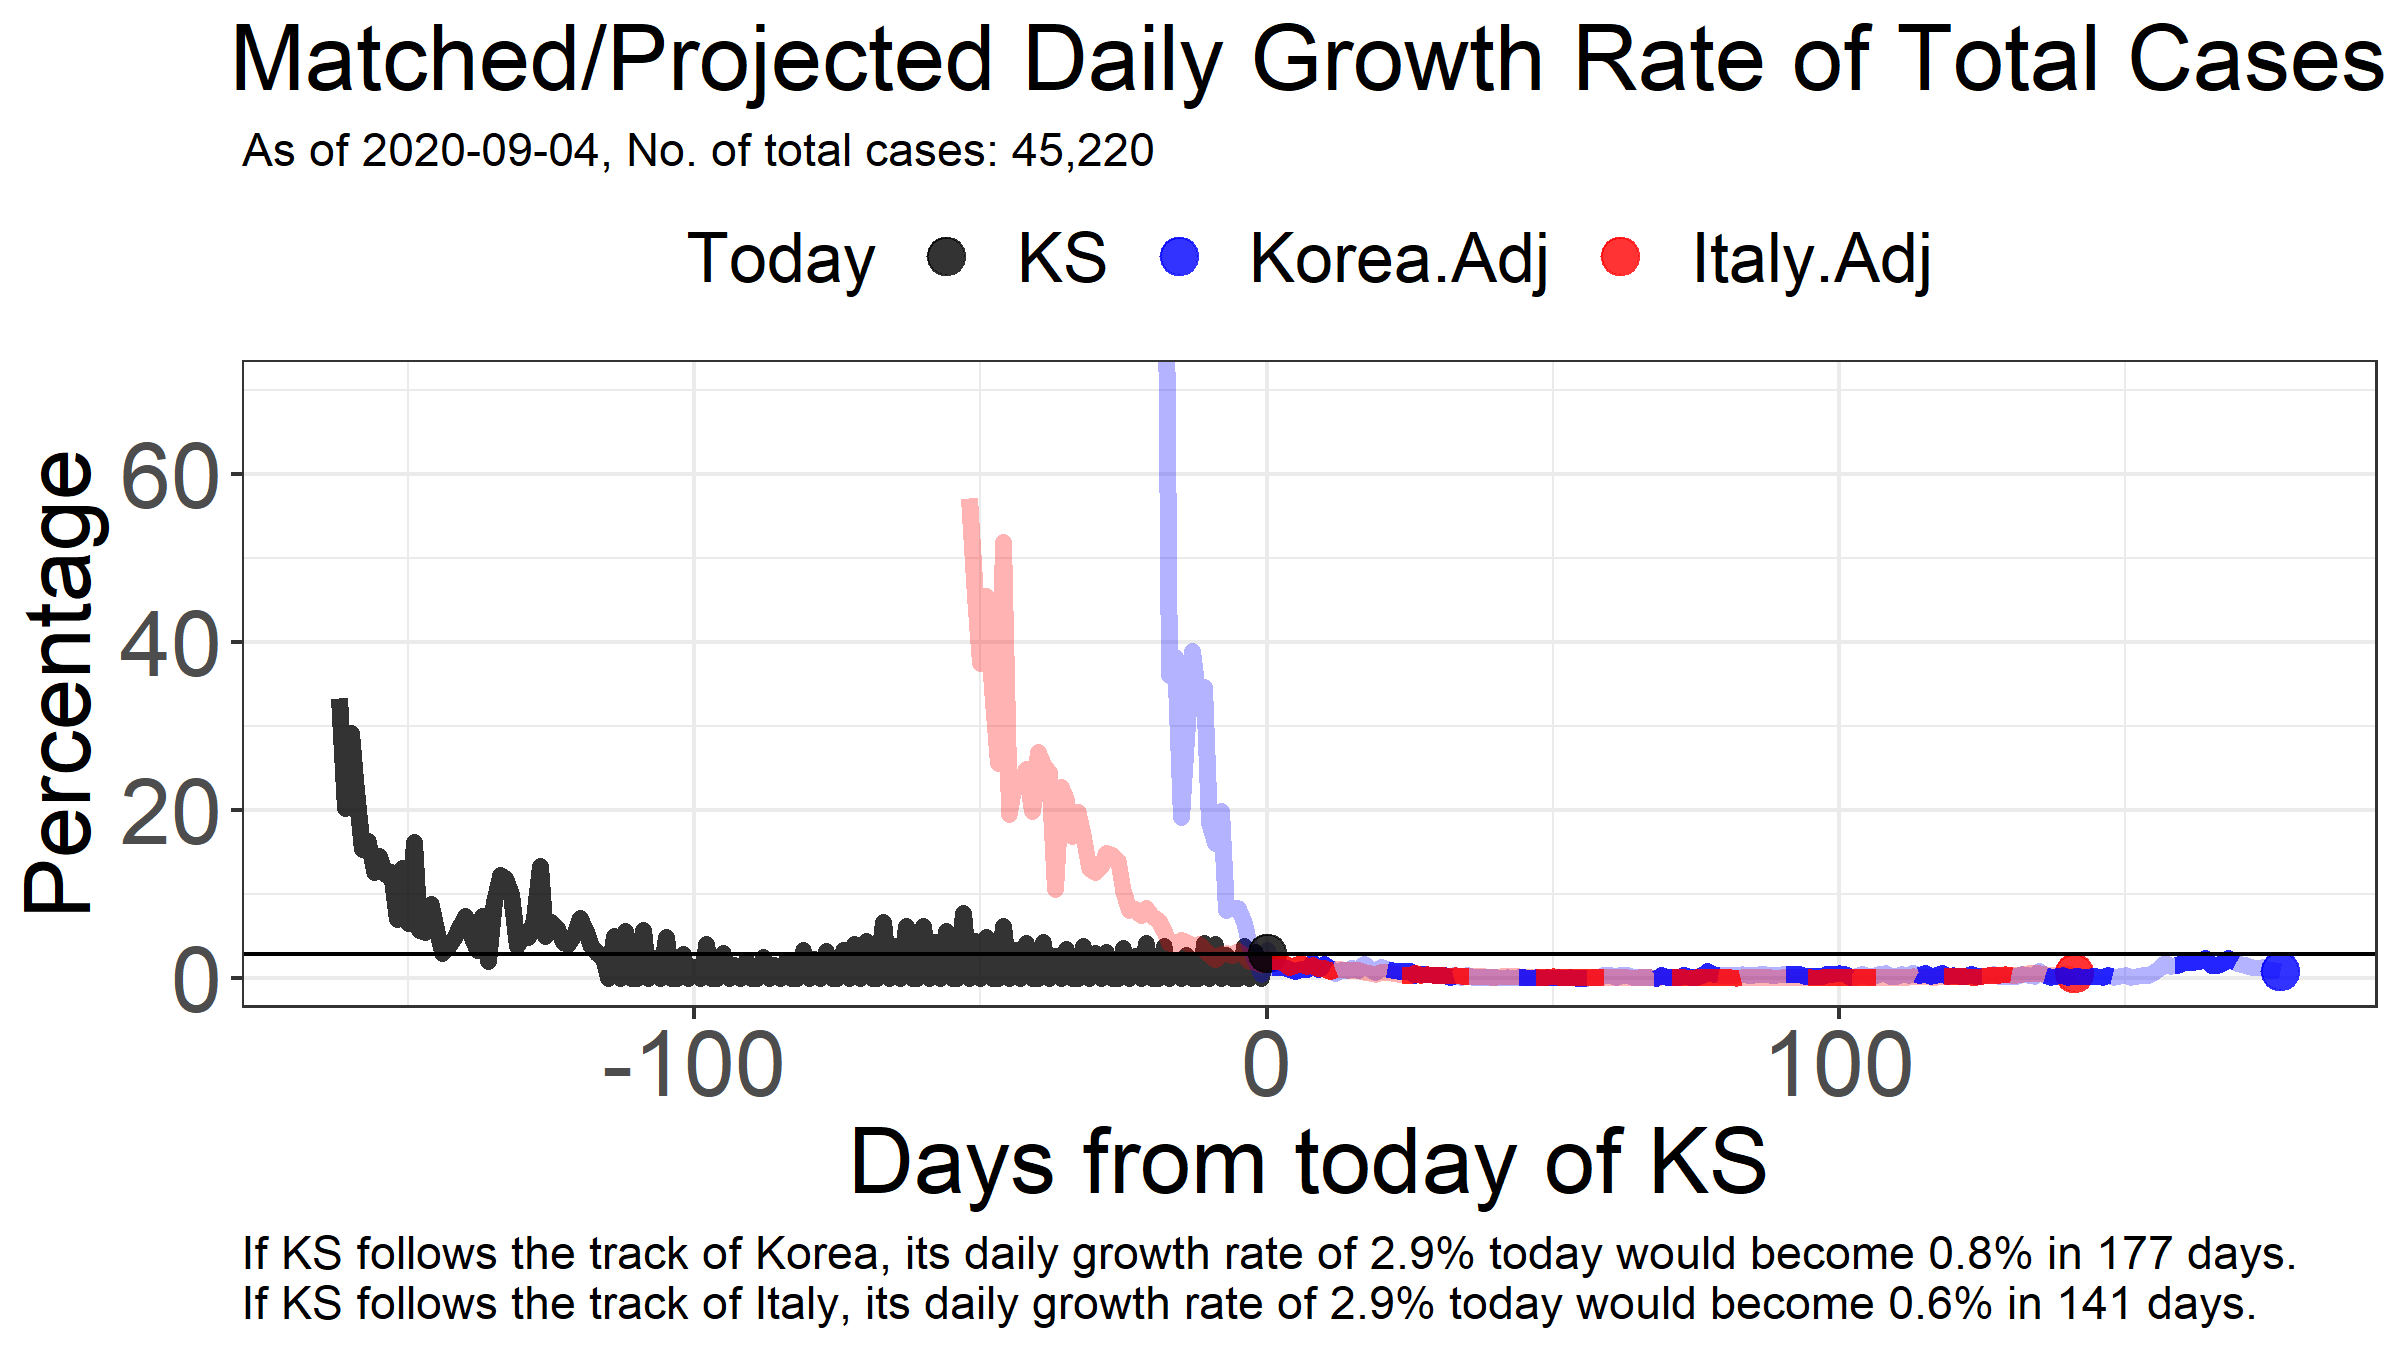 Matched/Projected Daily Growth Rate of Total Cases
As of 2020-09-04, No. of total cases: 45,220
Today KS Korea.Adj Italy.Adj
Percentage
60
40
20
0
-100 0 100
Days from today of KS
If KS follows the track of Korea, its daily growth rate of 2.9% today would become 0.8% in 177 days.
If KS follows the track of Italy, its daily growth rate of 2.9% today would become 0.6% in 141 days.